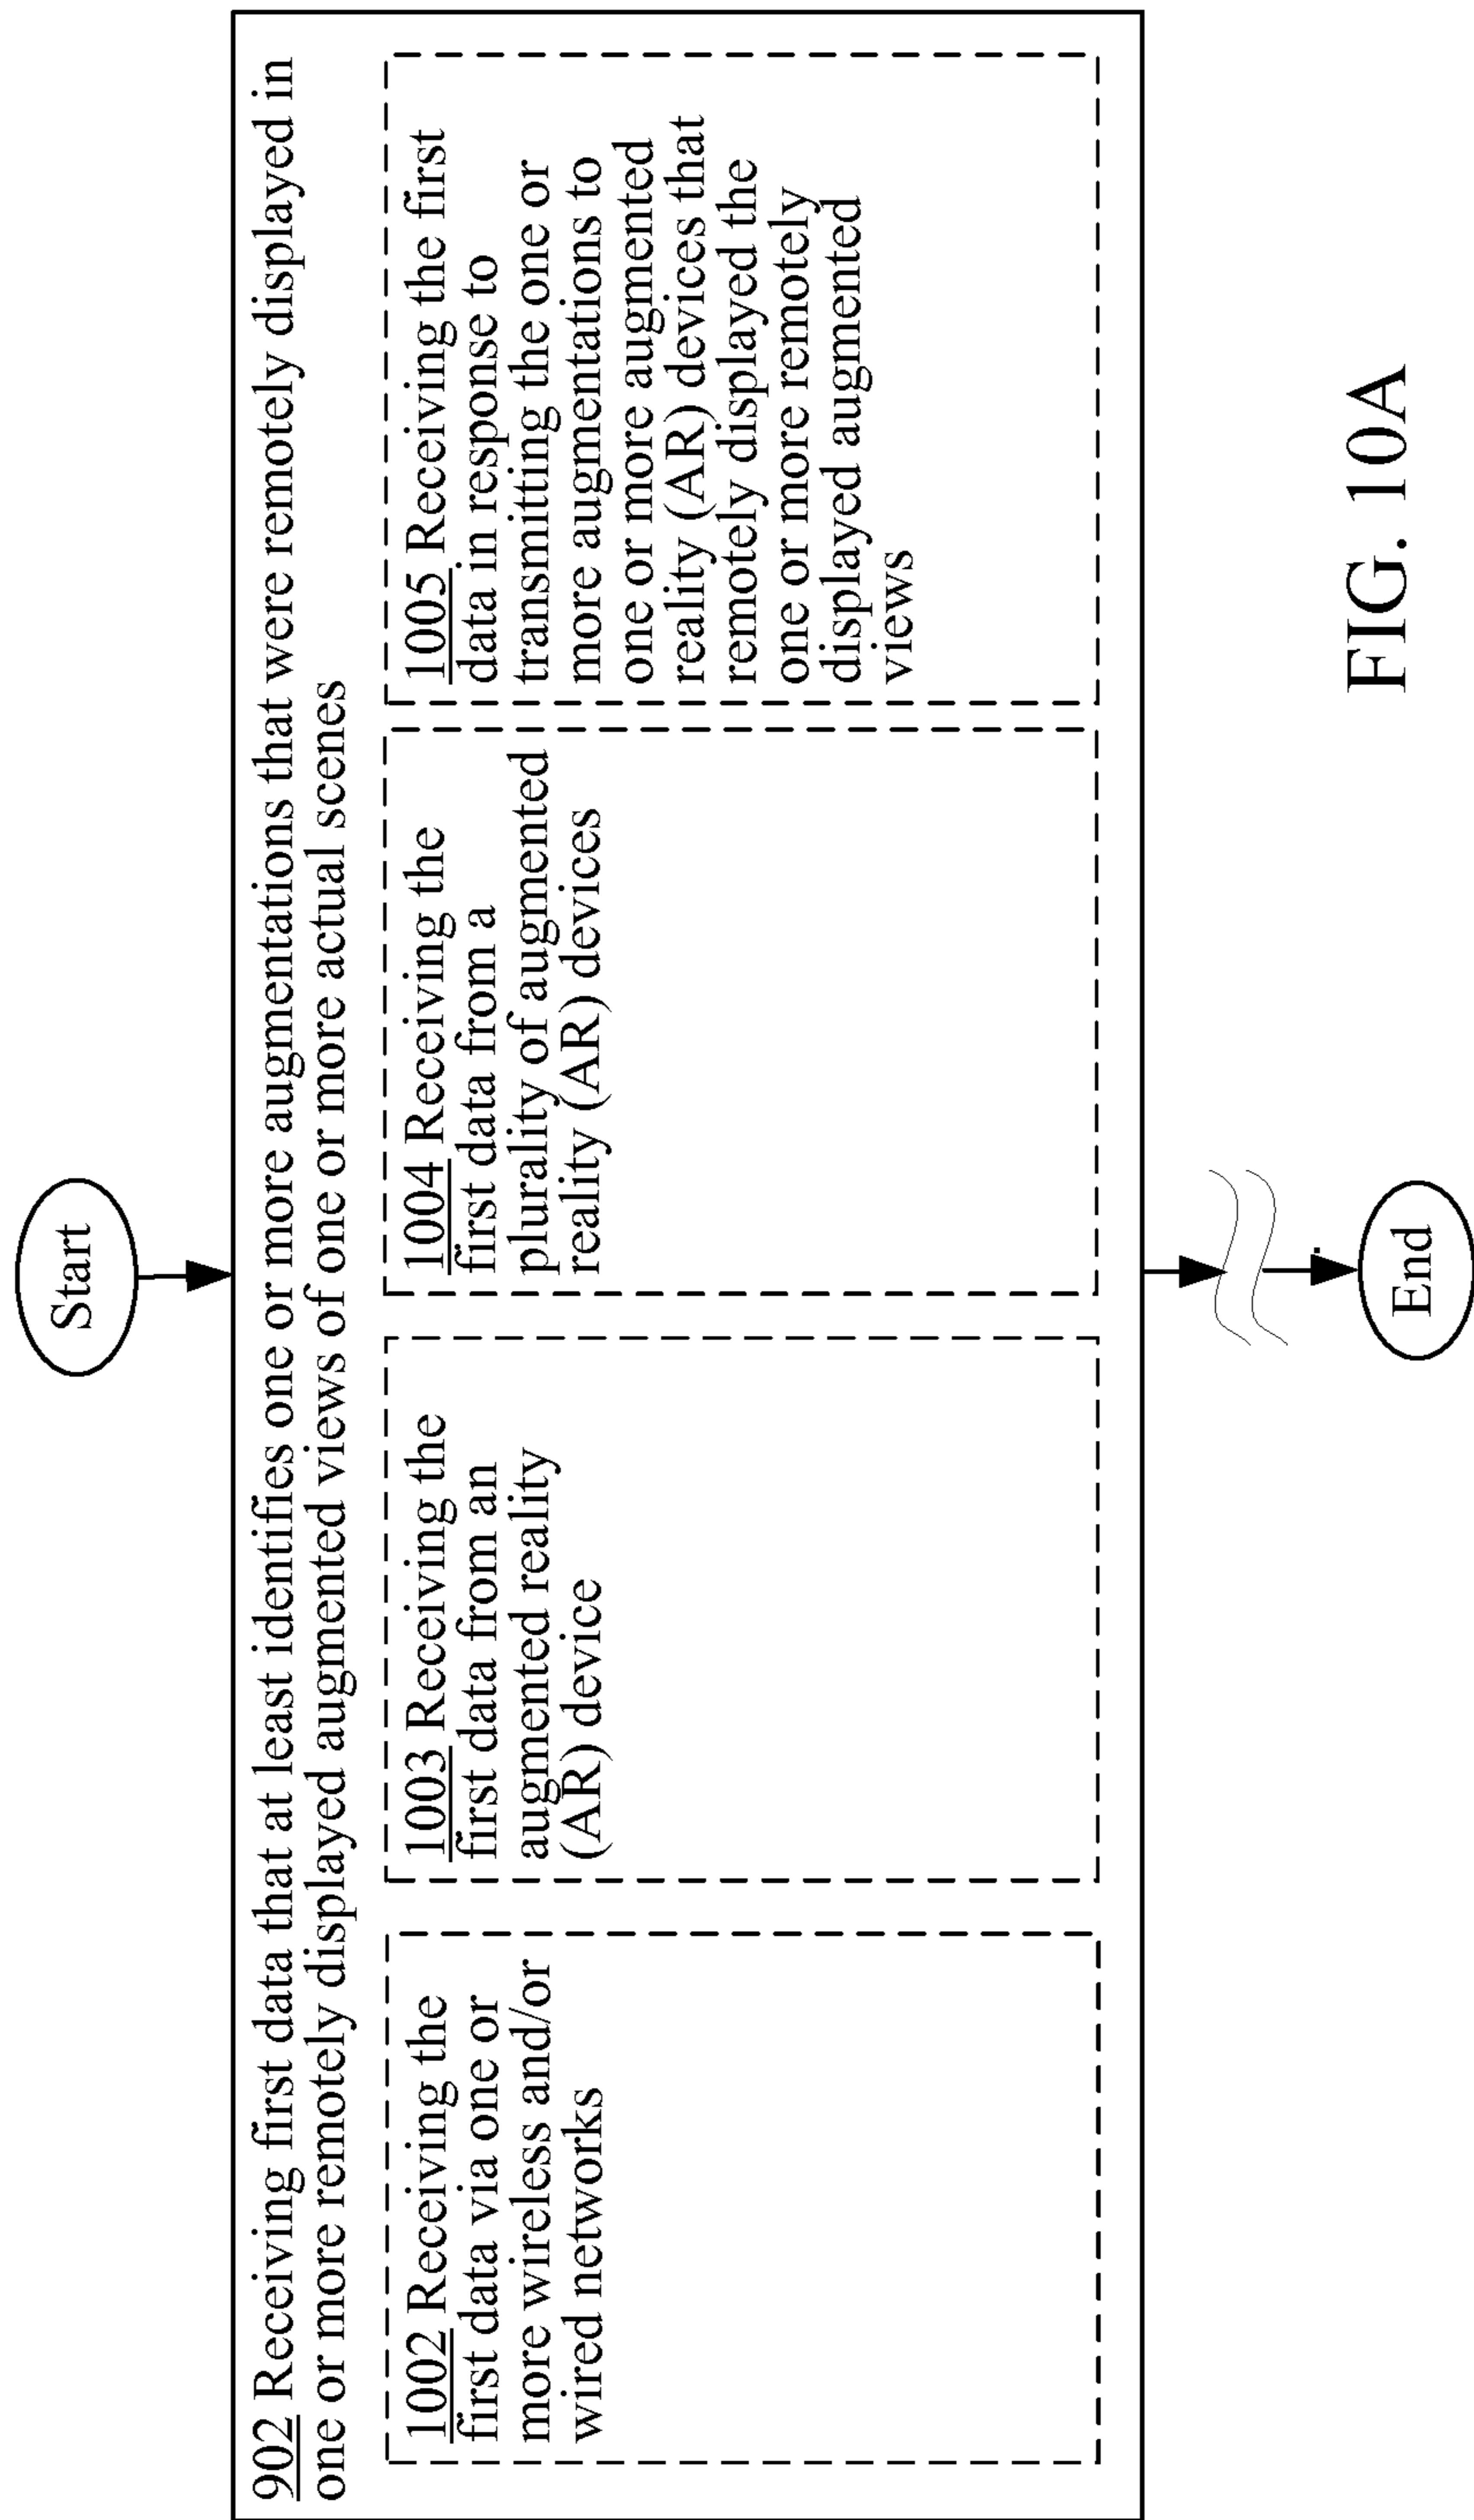 Start
902 Receiving first data that at least identifies one or more augmentations that were remotely displayed in
one or more remotely displayed augmented views of one or more actual scenes
1002 Receiving the
first data via one or
more wireless and/or
wired networks
1003 Receiving the
first data from an
augmented reality
(AR) device
1004 Receiving the
first data from a
plurality of augmented
reality (AR) devices
1005 Receiving the first
data in response to
transmitting the one or
more augmentations to
one or more augmented
reality (AR) devices that
remotely displayed the
one or more remotely
displayed augmented
views
End
FIG. 10A